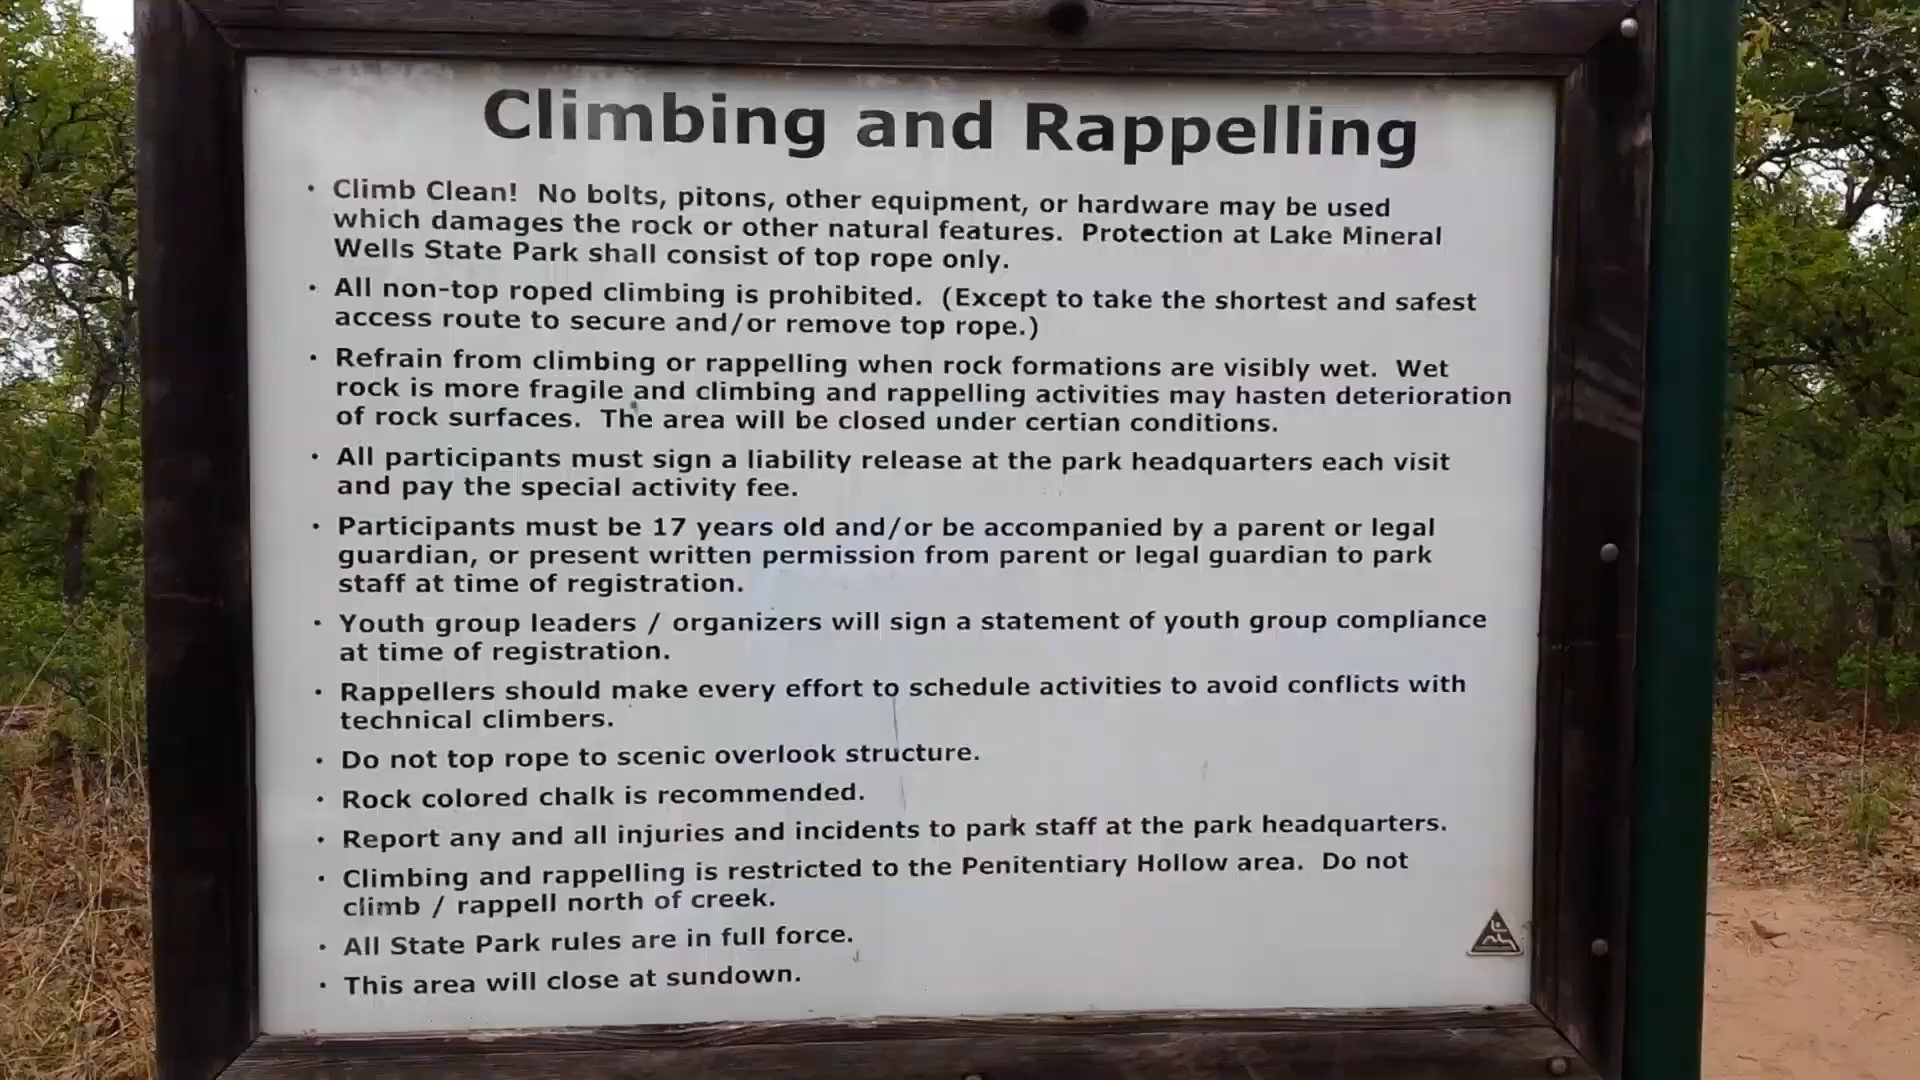 Climbing and Rappelling
· Climb Clean! No bolts, pitons, other equipment, or hardware may be used
which damages the rock or other natural features. Protection at Lake Mineral
Wells State Park shall consist of top rope only.
· All non-top roped climbing is prohibited. (Except to take the shortest and safest
access route to secure and/or remove top rope.)
· Refrain from climbing or rappelling when rock formations are visibly wet. Wet
rock is more fragile and climbing and rappelling activities may hasten deterioration
of rock surfaces. The area will be closed under certian conditions.
· All participants must sign a liability release at the park headquarters each visit
and pay the special activity fee.
· Participants must be 17 years old and/or be accompanied by a parent or legal
guardian, or present written permission from parent or legal guardian to park
staff at time of registration.
· Youth group leaders / organizers will sign a statement of youth group compliance
at time of registration.
· Rappellers should make every effort to schedule activities to avoid conflicts with
technical climbers.
· Do not top rope to scenic overlook structure.
· Rock colored chalk is recommended.
· Report any and all injuries and incidents to park staff at the park headquarters.
· Climbing and rappelling is restricted to the Penitentiary Hollow area. Do not
climb / rappell north of creek.
· All State Park rules are in full force.
· This area will close at sundown.